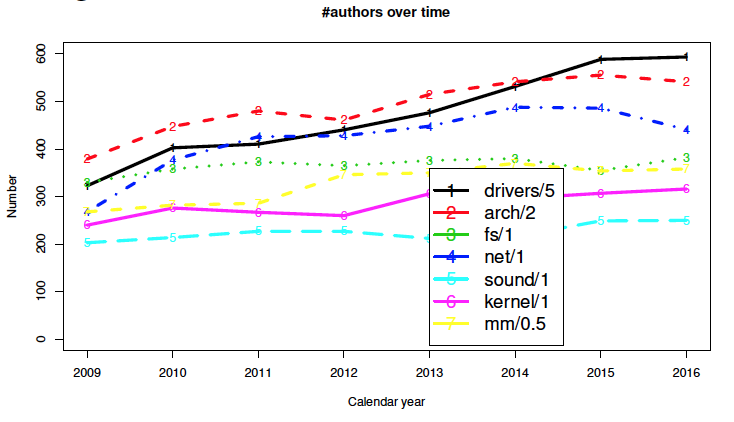 #authors over time
Number
600
500
400
300
200
100
0
1 drivers/5
2 arch/2
3 fs/1
4 net/1
5 sound/1
6 kernel/1
7 mm/0.5
2009 2010 2011 2012 2013 2014 2015 2016
Calendar year